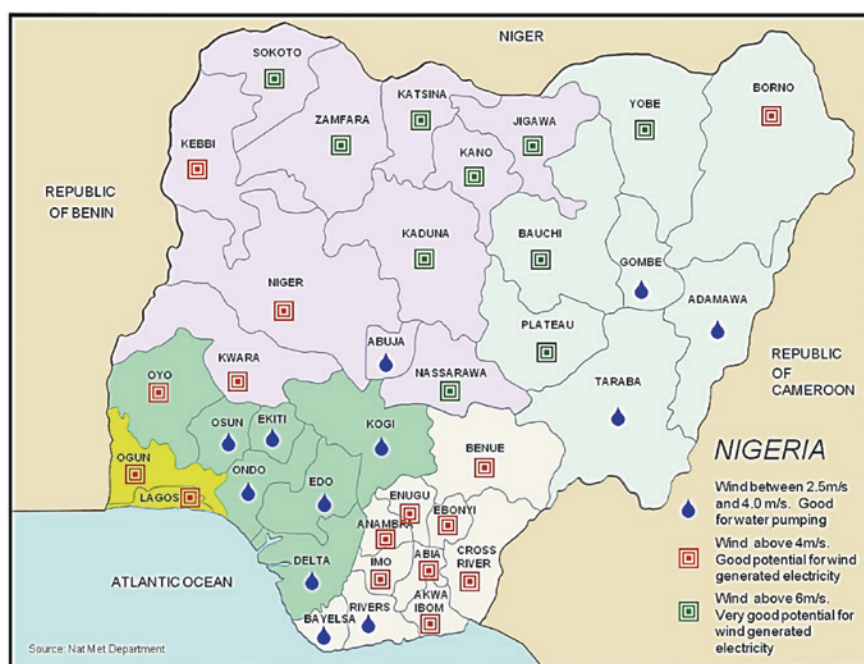 NIGER
SOKOTO
KATSINA
BORNO
YOBE
ZAMFARA
JIGAWA
KEBBI
KANO
REPUBLIC
OF BENIN
KADUNA
BAUCHI
GOMBE
NIGER
ADAMAWA
PLATEAU
ABUJA
KWARA
NASSARAWA
REPUBLIC
OF
CAMEROON
OYO
TARABA
OSUN
EKITI
KOGI
BENUE
NIGERIA
OGUN
ONDO
EDO
LAGOS
ENUGU
EBONYI
ANAMBRA
Wind between 2.5m/s
and 4.0 m/s. Good
for water pumping
DELTA
IMO
ABIA
CROSS
RIVER
Wind above 4m/s.
Good potential for wind
generated electricity
ATLANTIC OCEAN
AKWA
IBOM
RIVERS
BAYELSA
Wind above 6m/s.
Very good potential for
wind generated
electricity
Source: Nat Met Department